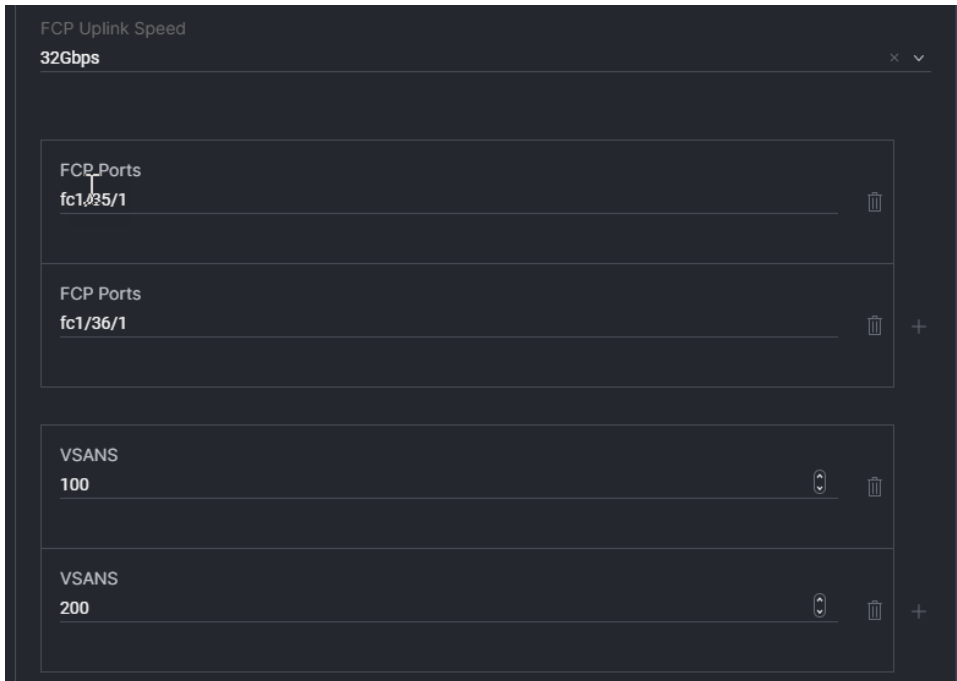 FCP Uplink Speed
32Gbps
FCP Ports
fc1/35/1
FCP Ports
fc1/36/1
VSANS
100
VSANS
200